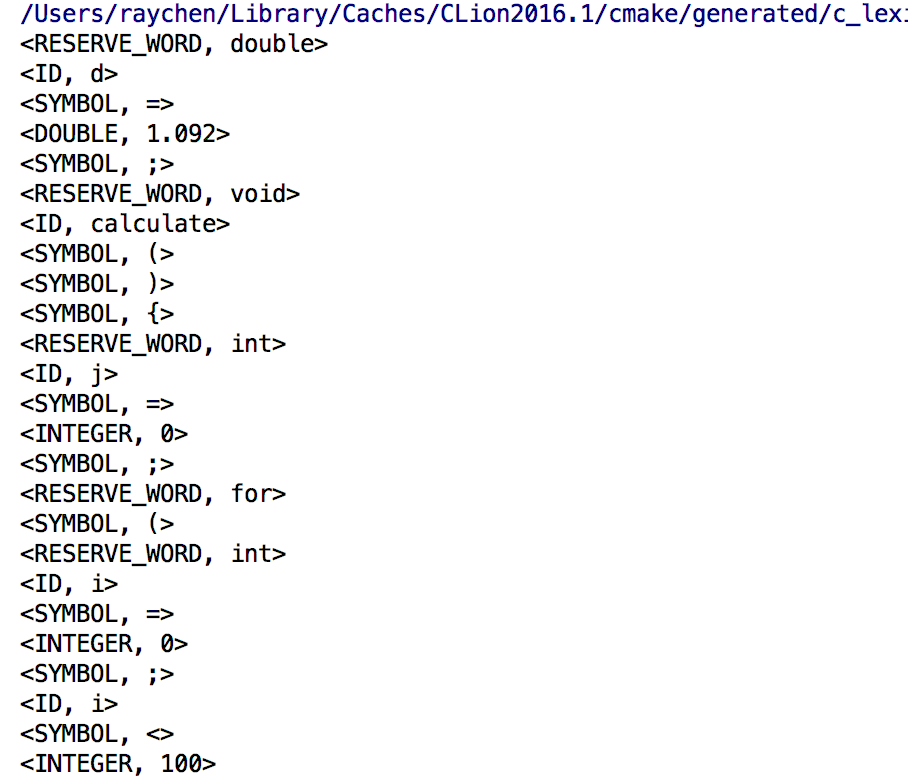 /Users/raychen/Library/Caches/CLion2016.1/cmake/generated/c_lex
<RESERVE_WORD, double>
<ID, d>
<SYMBOL, =>
<DOUBLE, 1.092>
<SYMBOL, ;>
<RESERVE_WORD, void>
<ID, calculate>
<SYMBOL, (>
<SYMBOL, )>
<SYMBOL, {>
<RESERVE_WORD, int>
<ID, j>
<SYMBOL, =>
<INTEGER, 0>
<SYMBOL, ;>
<RESERVE_WORD, for>
<SYMBOL, (>
<RESERVE_WORD, int>
<ID, i>
<SYMBOL, =>
<INTEGER, 0>
<SYMBOL, ;>
<ID, i>
<SYMBOL, <>
<INTEGER, 100>